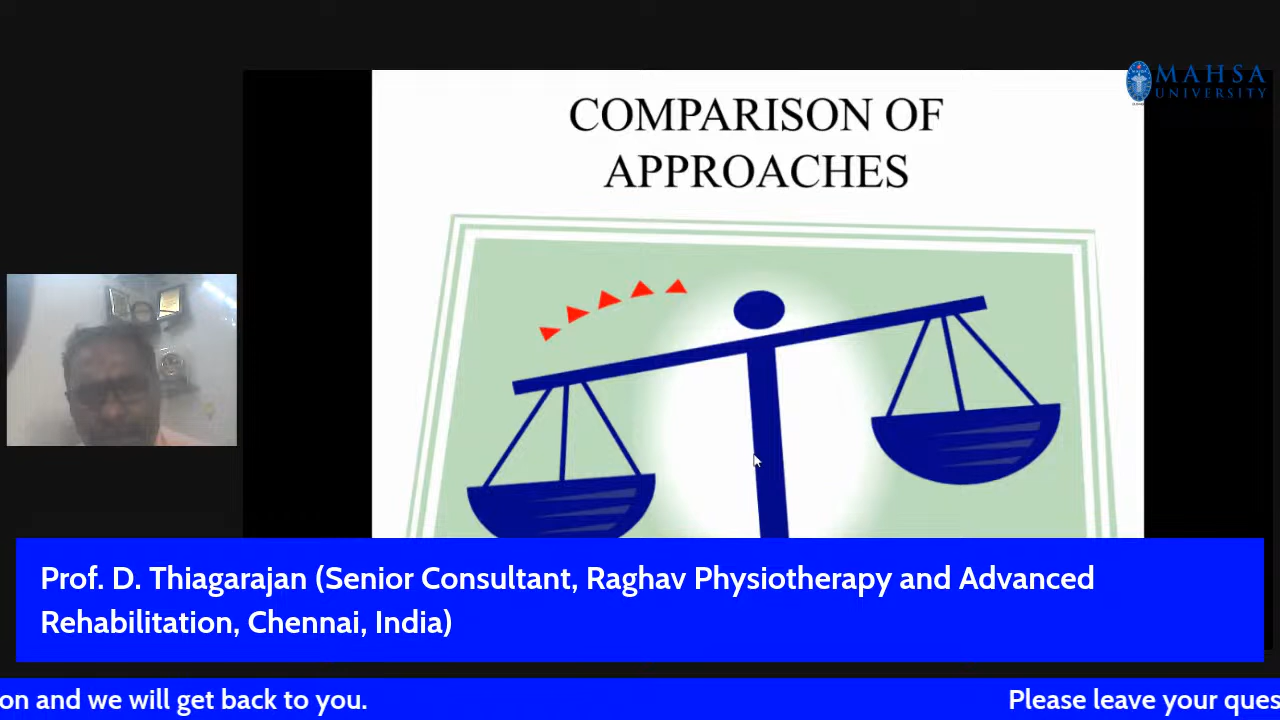 MAHSA
UNIVERSITY
COMPARISON OF
APPROACHES
Prof. D. Thiagarajan (Senior Consultant, Raghav Physiotherapy and Advanced
Rehabilitation, Chennai, India)
on and we will get back to you.
Please leave your ques